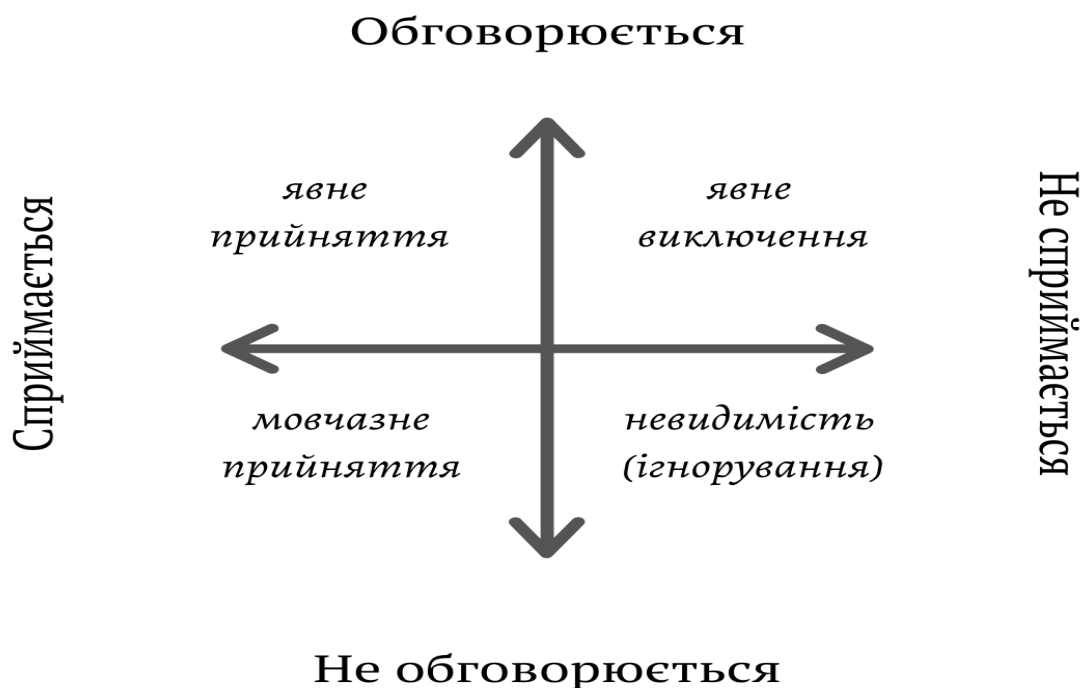 Обговорюється
явне
прийняття
явне
виключення
Сприймається
Не сприймається
мовчазне
прийняття
невидимість
(ігнорування)
Не обговорюється